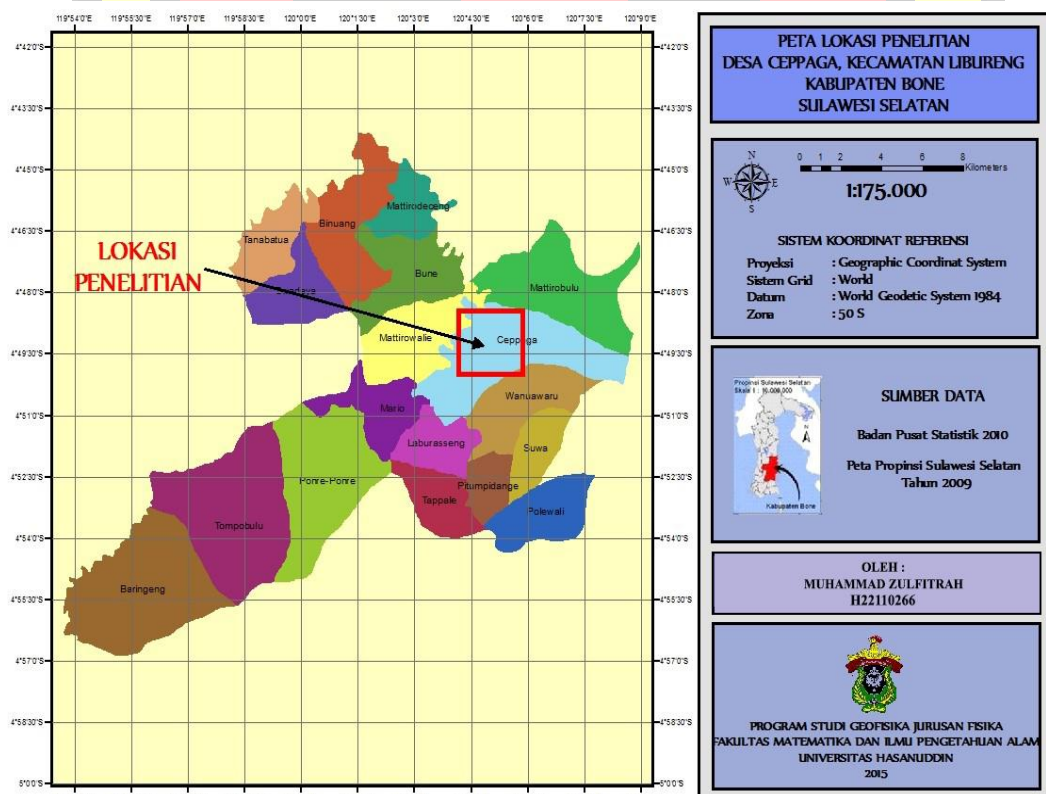 119°54'0"E 119°55'30"E 119°57'0"E 119°58'30"E 120°0'0"E 120°1'30"E 120°3'0"E 120°4'30"E 120°6'0"E 120°7'30"E 120°9'0"E
4°42'0"S
4°43'30"S
4°45'0"S
4°46'30"S
4°48'0"S
4°49'30"S
4°51'0"S
4°52'30"S
4°54'0"S
4°55'30"S
4°57'0"S
4°58'30"S
5°0'0"S
LOKASI
PENELITIAN
Mattirodeceng
Binuang
Tanabatua
Bune
Mattirobulu
Mattirowalie
Ceppaga
Wanuawaru
Mario
Laburasseng
Suwa
Ponre-Ponre
Pitumpidange
Tappale
Polewali
Tompobulu
Baringeng
PETA LOKASI PENELITIAN
DESA CEPPAGA, KECAMATAN LIBURENG
KABUPATEN BONE
SULAWESI SELATAN
N
W E
S
0 1 2 4 6 8
Kilometers
1:175.000
SISTEM KOORDINAT REFERENSI
Proyeksi : Geographic Coordinat System
Sistem Grid : World
Datum : World Geodetic System 1984
Zona : 50 S
Propinsi Sulawesi Selatan
N
Kabupaten Bone
SUMBER DATA
Badan Pusat Statistik 2010
Peta Propinsi Sulawesi Selatan
Tahun 2009
OLEH :
MUHAMMAD ZULFITRAH
H22110266
PROGRAM STUDI GEOFISIKA JURUSAN FISIKA
FAKULTAS MATEMATIKA DAN ILMU PENGETAHUAN ALAM
UNIVERSITAS HASANUDDIN
2015